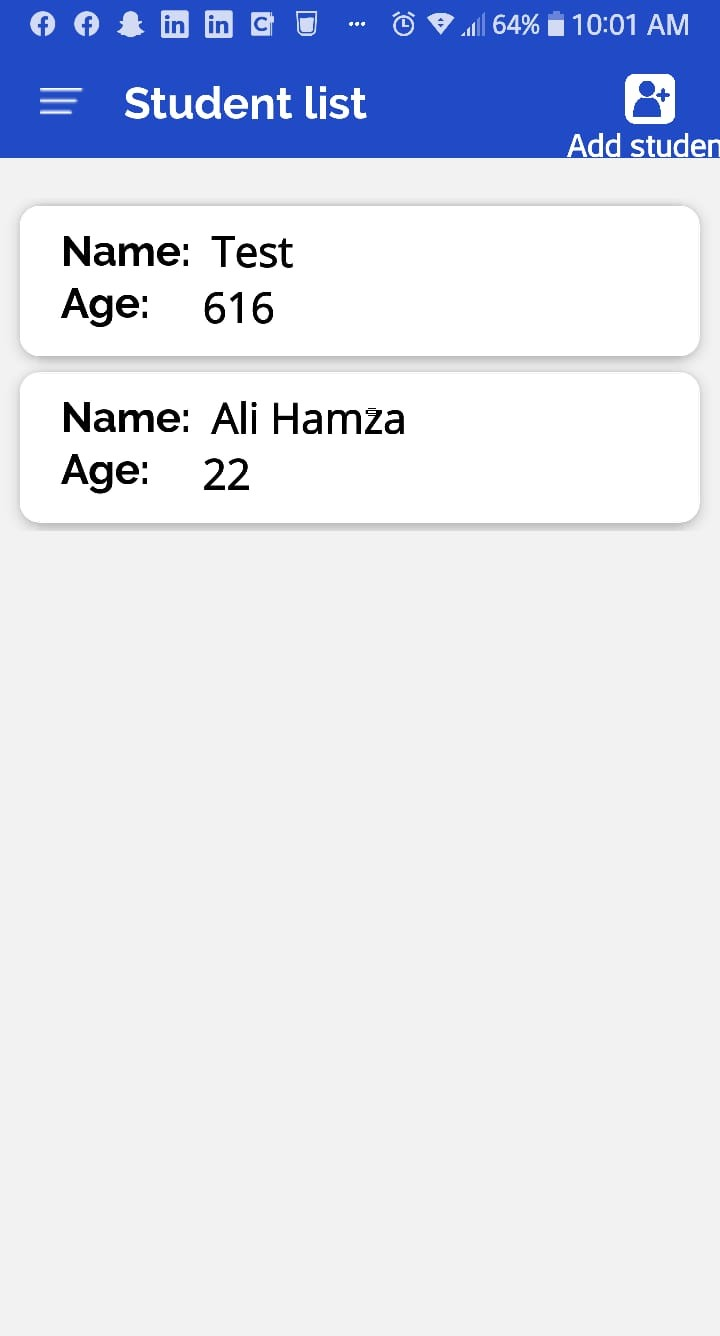 64% 10:01 AM
Student list
Add studen
Name: Test
Age: 616
Name: Ali Hamza
Age: 22